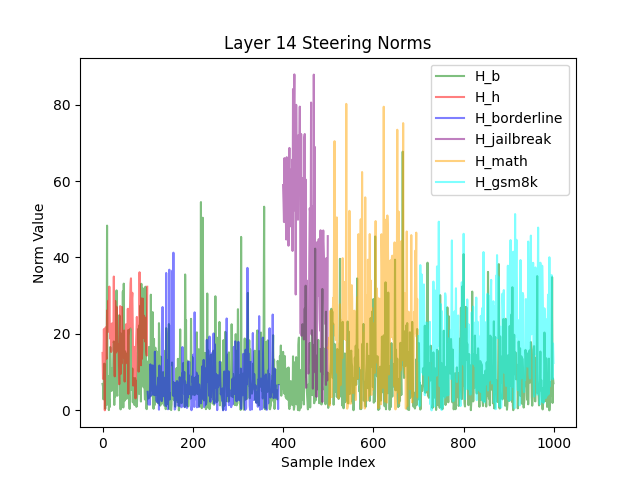 Layer 14 Steering Norms
H_b
H_h
H_borderline
H_jailbreak
H_math
H_gsm8k
80
60
40
20
0
Norm Value
0
200
400
600
800
1000
Sample Index